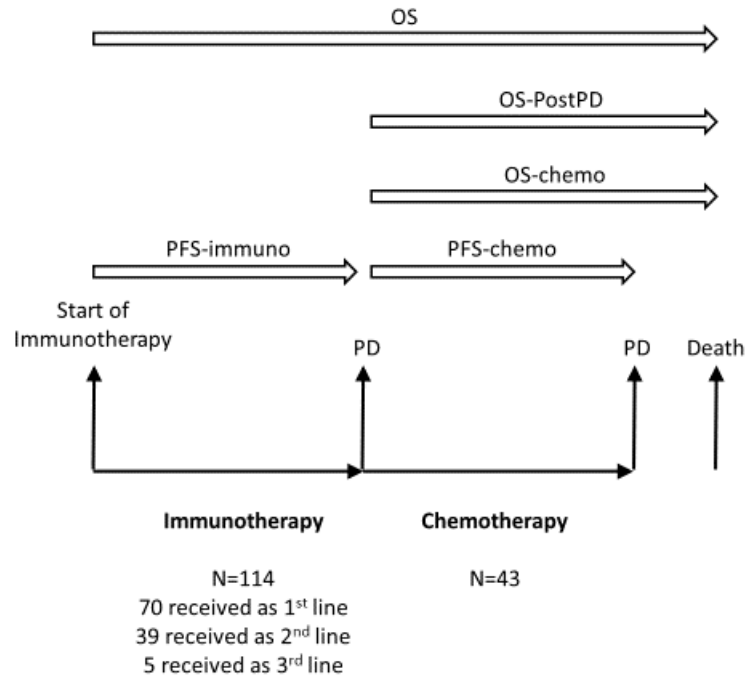 OS
OS-PostPD
OS-chemo
PFS-immuno PFS-chemo
Start of
Immunotherapy
PD PD Death
Immunotherapy Chemotherapy
N=114 N=43
70 received as 1st line
39 received as 2nd line
5 received as 3rd line